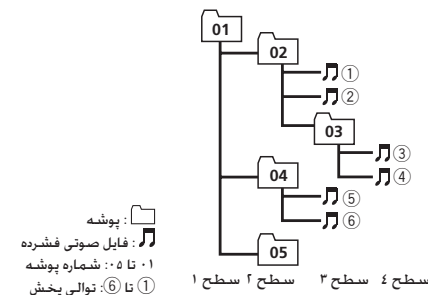 01
02
①
②
03
③
④
04
⑤
⑥
05
سطح ۱ سطح ۲ سطح ۳ سطح ٤
: پوشه
: فایل صوتی فشرده
۰۱ تا ۰۵: شماره پوشه
① تا ⑥: توالی پخش